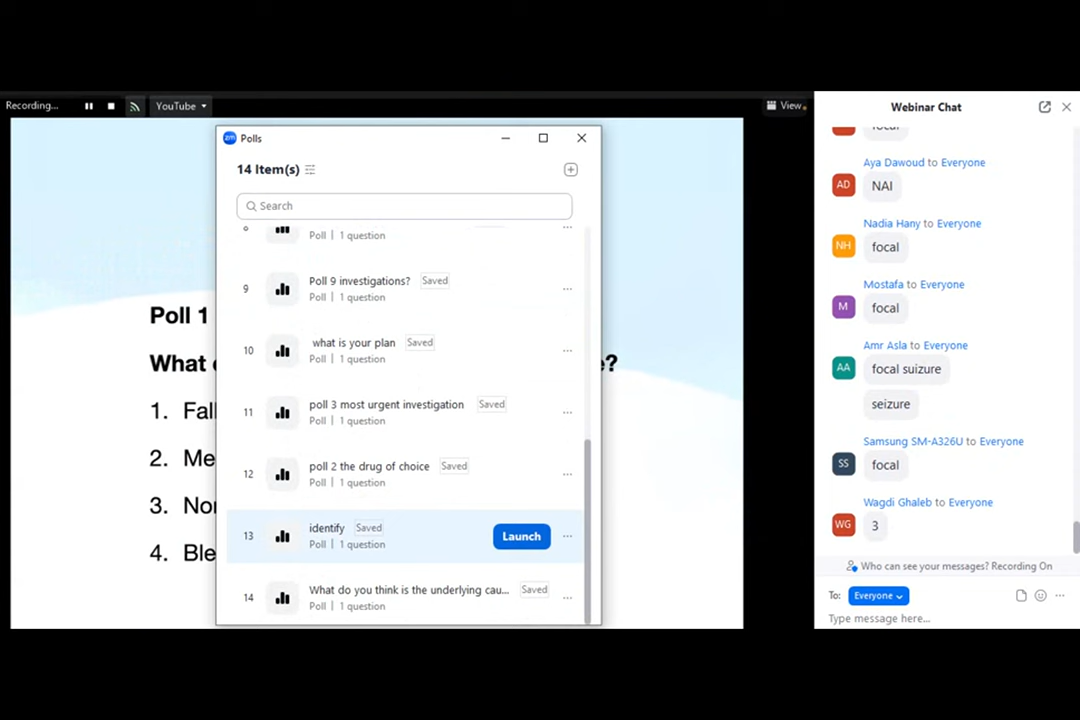 Recording...
YouTube
View
Poll 1
What
?
1. Fall
2. Me
3. Nor
4. Ble
zm Polls
14 Item(s)
Search
Poll | 1 question
9 Poll 9 investigations? Saved
Poll | 1 question
10 what is your plan Saved
Poll | 1 question
11 poll 3 most urgent investigation Saved
Poll | 1 question
12 poll 2 the drug of choice Saved
Poll | 1 question
13 identify Saved
Poll | 1 question
Launch
14 What do you think is the underlying cau... Saved
Poll | 1 question
Webinar Chat
focal
Aya Dawoud to Everyone
AD NAI
Nadia Hany to Everyone
NH focal
Mostafa to Everyone
M focal
Amr Asla to Everyone
AA focal suizure
seizure
Samsung SM-A326U to Everyone
SS focal
Wagdi Ghaleb to Everyone
WG 3
Who can see your messages? Recording On
To: Everyone
Type message here...